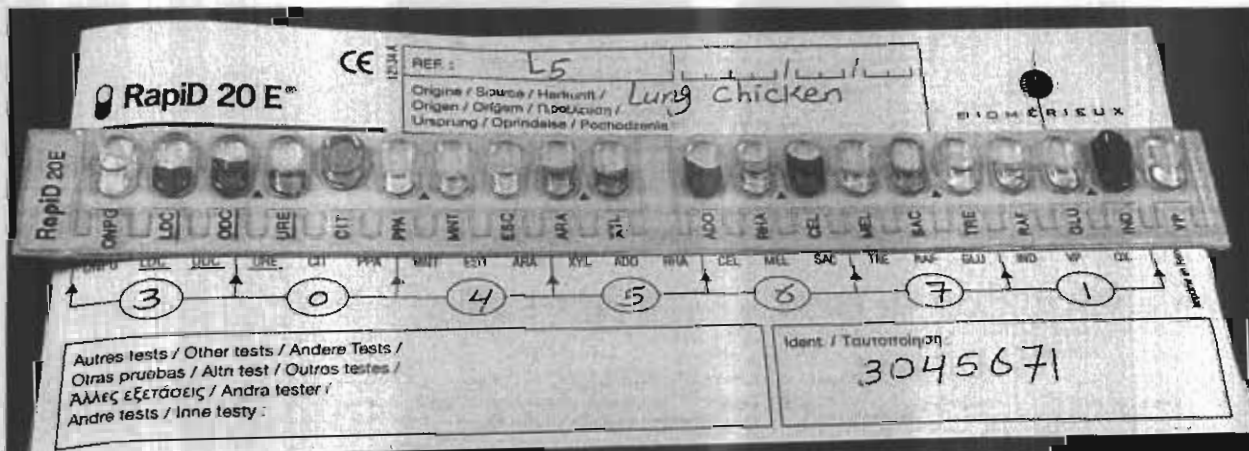 CE 12134A
REF. : L5
RapiD 20 E®
Origine / Source / Herkunft / Lung chicken
Origen / Origem / Προέλευση /
Ursprung / Oprindelse / Pochodzenie :
BIOMÉRIEUX
RapiD 20E
ONPG LDC ODC URE CIT PPA MNT ESC ARA XYL ADO RHA CEL MEL SAC TRE RAF GLU IND VP
ONPG LDC ODC URE CIT PPA MNT ESC ARA XYL ADO RHA CEL MEL SAC TRE RAF GLU IND VP OX
3 0 4 5 6 7 1
Autres tests / Other tests / Andere Tests /
Otras pruebas / Altri test / Outros testes /
Άλλες εξετάσεις / Andra tester /
Andre tests / Inne testy :
Ident. / Ταυτοποίηση :
3045671